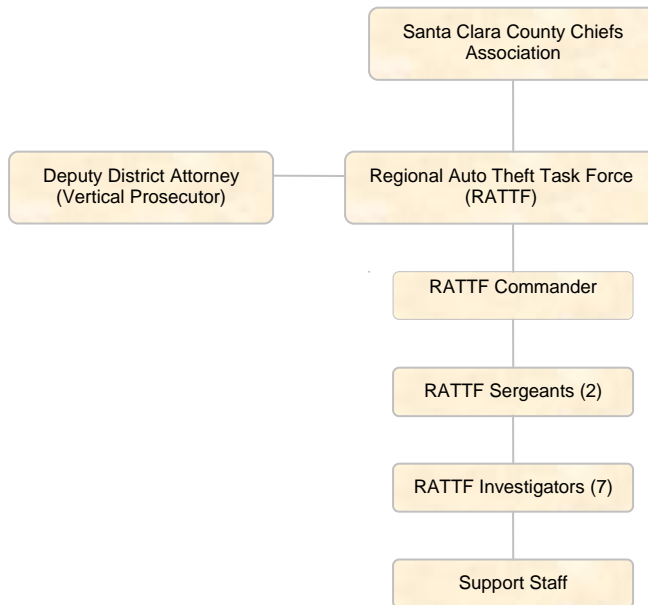 Santa Clara County Chiefs
Association
Deputy District Attorney
(Vertical Prosecutor)
Regional Auto Theft Task Force
(RATTF)
RATTF Commander
RATTF Sergeants (2)
RATTF Investigators (7)
Support Staff